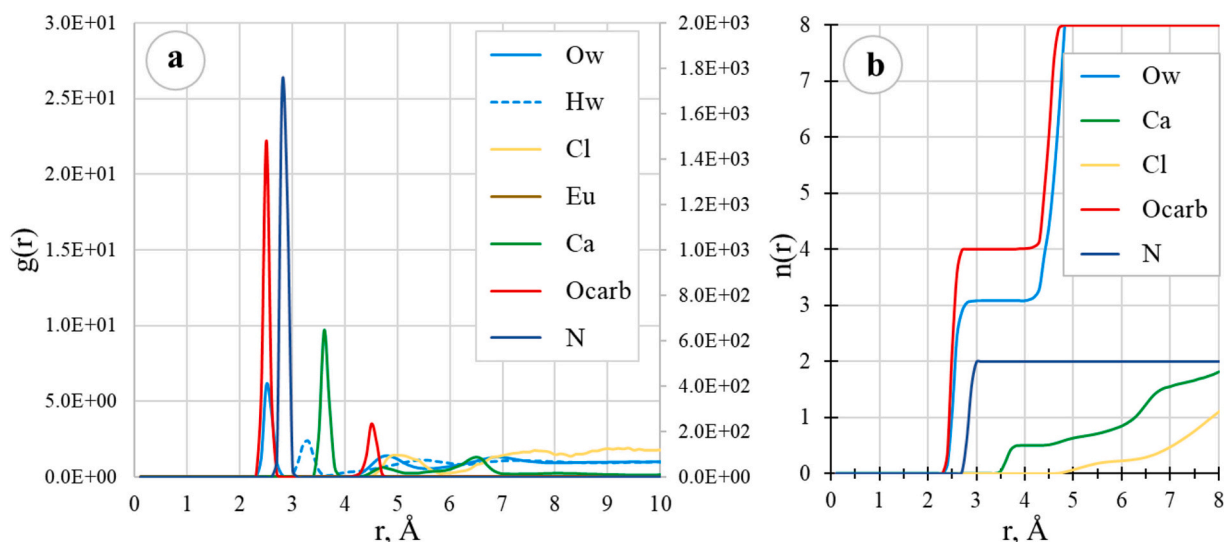 a
g(r)
3.0E+01
2.5E+01
2.0E+01
1.5E+01
1.0E+01
5.0E+00
0.0E+00
Ow
Hw
Cl
Eu
Ca
Ocarb
N
2.0E+03
1.8E+03
1.6E+03
1.4E+03
1.2E+03
1.0E+03
8.0E+02
6.0E+02
4.0E+02
2.0E+02
0.0E+00
0 1 2 3 4 5 6 7 8 9 10
r, Å
b
n(r)
8
7
6
5
4
3
2
1
0
Ow
Ca
Cl
Ocarb
N
0 1 2 3 4 5 6 7 8
r, Å